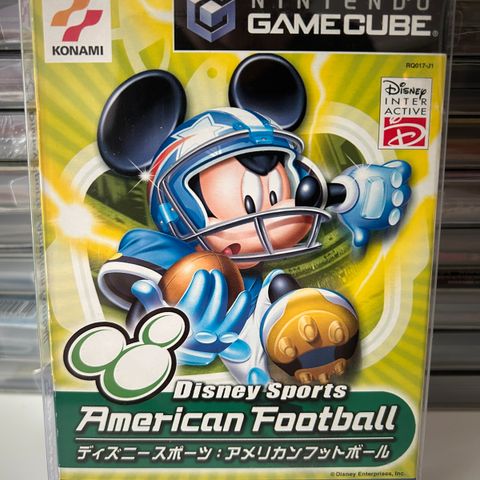 KONAMI
NINTENDO
GAMECUBE®
RQ017-J1
Disney
INTER
ACTIVE
Disney Sports
American Football
ディズニースポーツ：アメリカンフットボール
©Disney Enterprises, Inc.